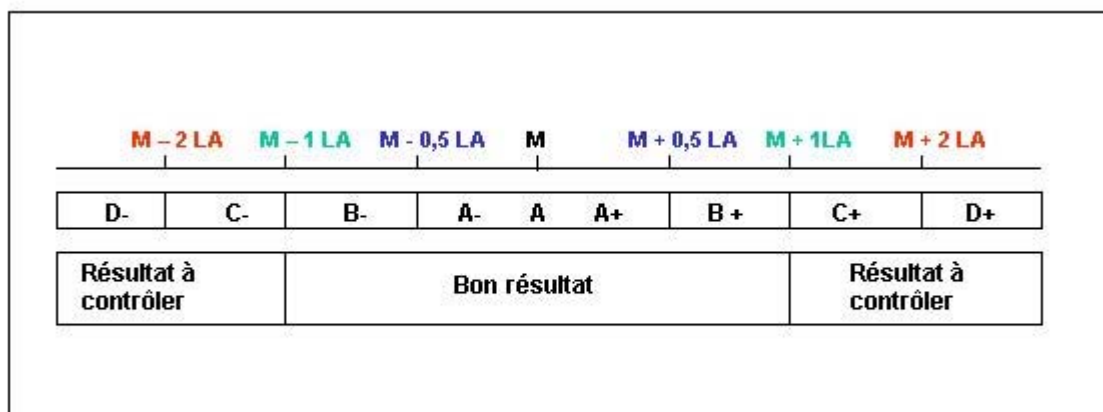 M – 2 LA M – 1 LA M - 0,5 LA M M + 0,5 LA M + 1LA M + 2 LA
D- C- B- A- A A+ B + C+ D+
Résultat à
contrôler
Bon résultat
Résultat à
contrôler